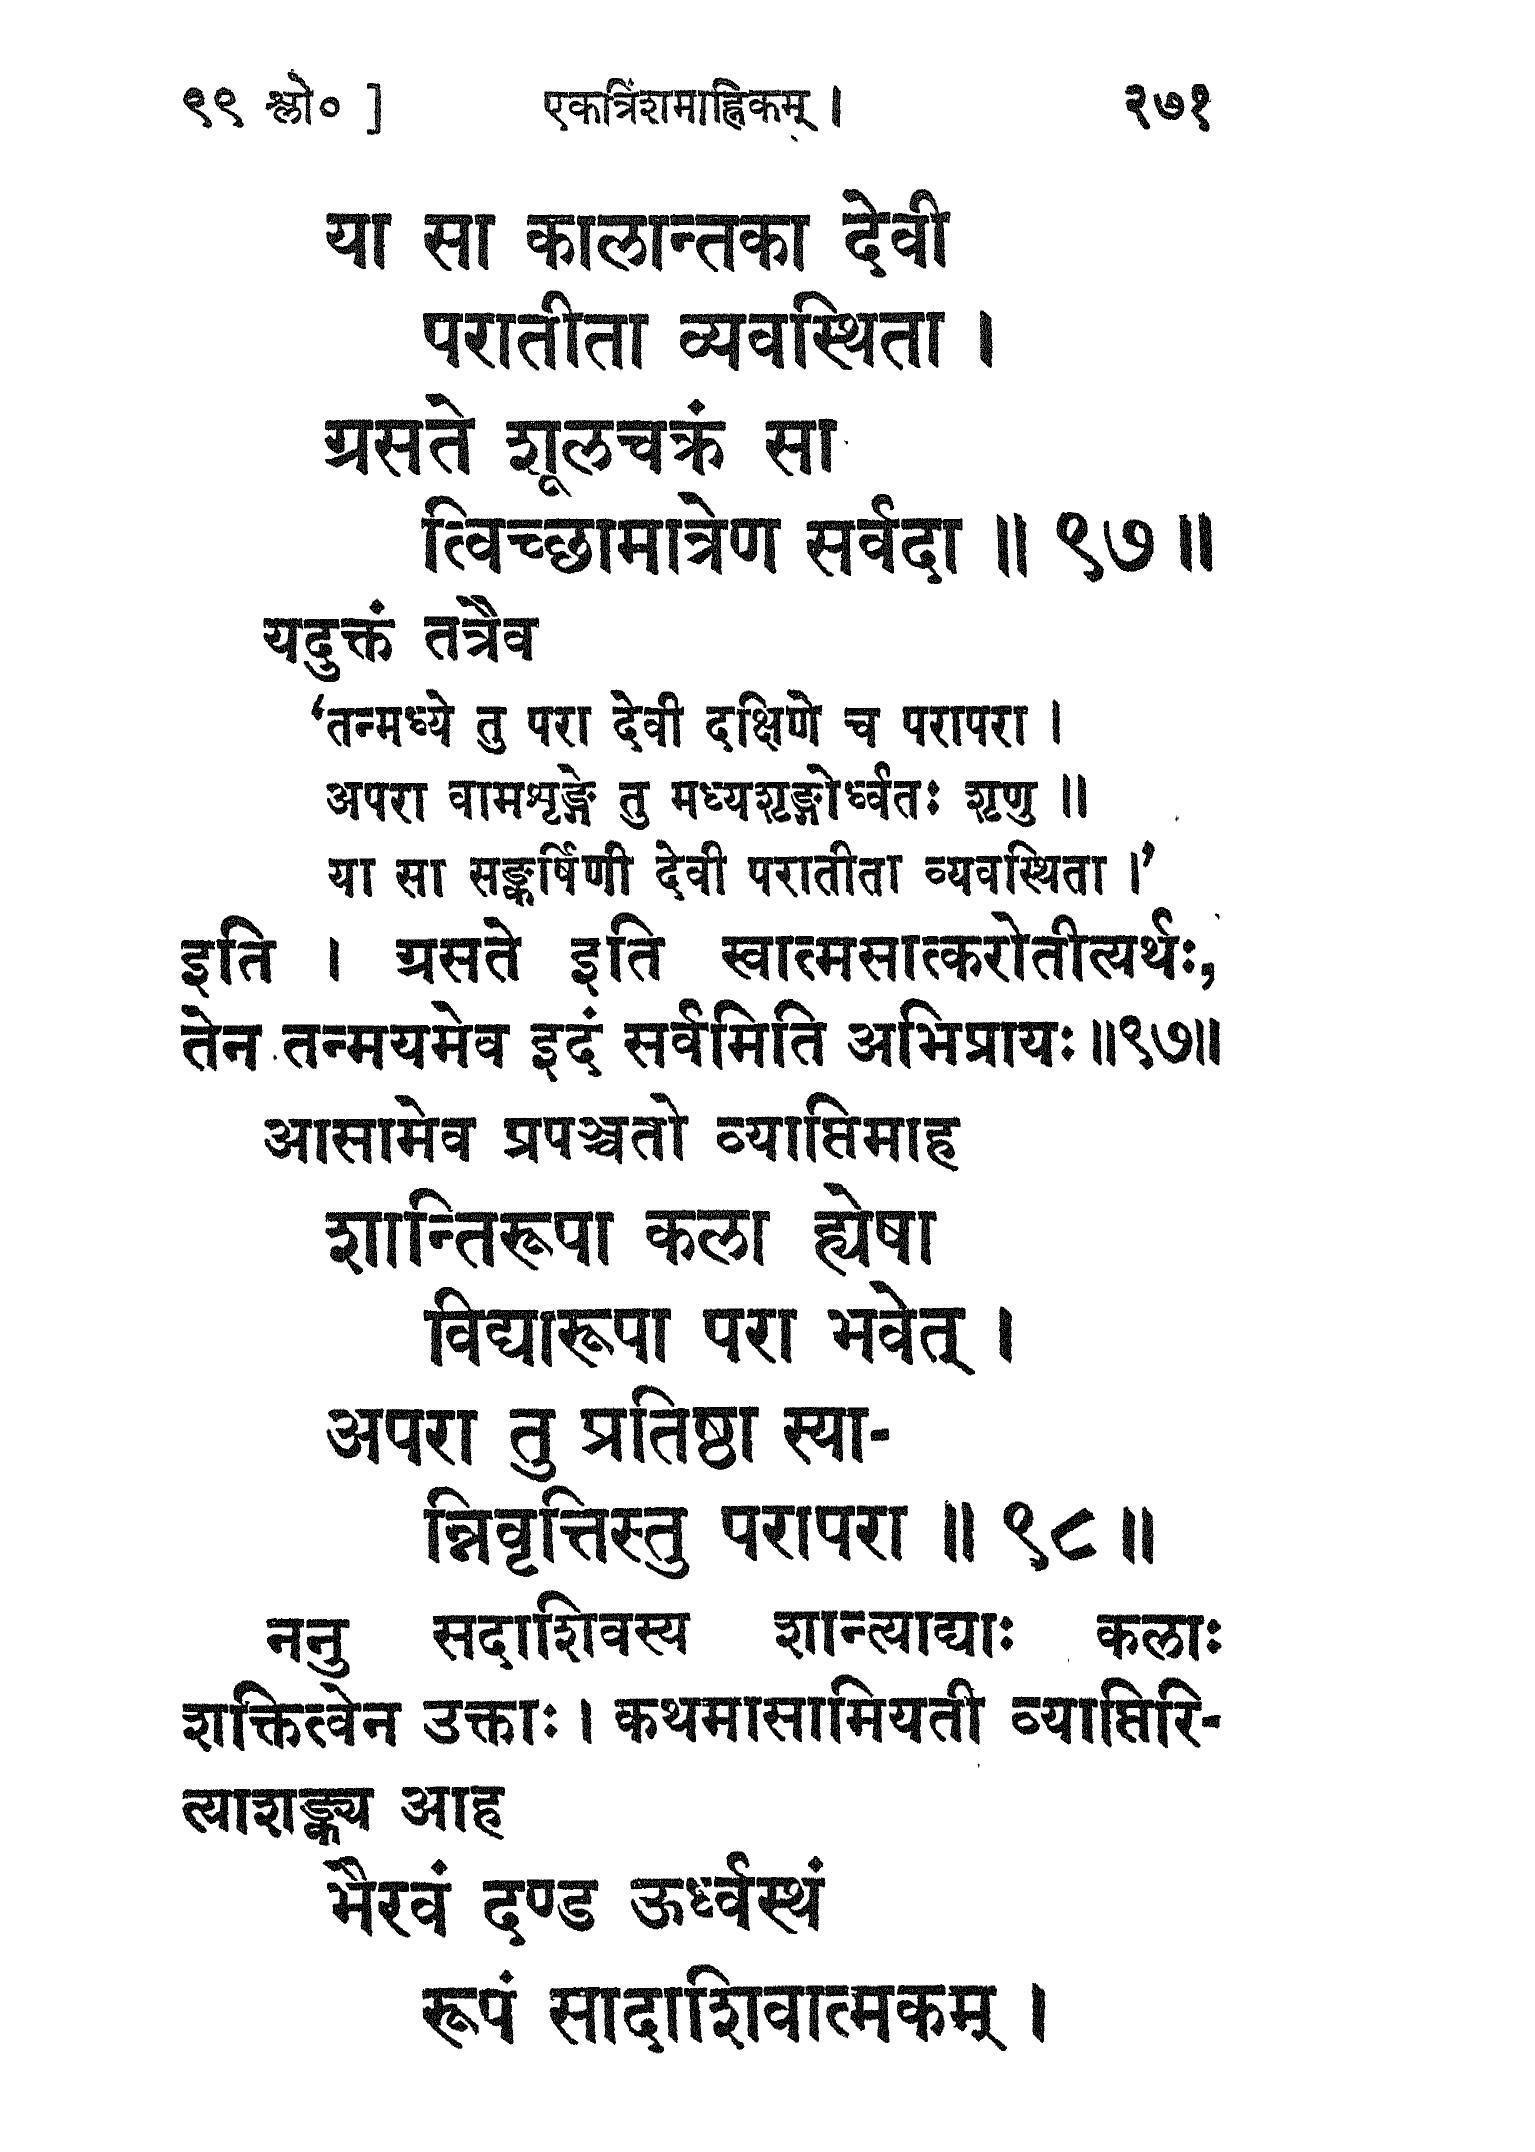 ९९ श्लो० ] एकत्रिंशमाह्निकम् । २७१
या सा कालान्तका देवी
परातीता व्यवस्थिता ।
ग्रसते शूलचक्रं सा
त्विच्छामात्रेण सर्वदा ॥ ९७ ॥
यदुक्तं तत्रैव
‘तन्मध्ये तु परा देवी दक्षिणे च परापरा ।
अपरा वामशृङ्गे तु मध्यशृङ्गोर्ध्वतः शृणु ॥
या सा सङ्कर्षिणी देवी परातीता व्यवस्थिता ।’
इति । ग्रसते इति स्वात्मसात्करोतीत्यर्थः,
तेन तन्मयमेव इदं सर्वमिति अभिप्रायः॥९७॥
आसामेव प्रपञ्चतो व्याप्तिमाह
शान्तिरूपा कला ह्येषा
विद्यारूपा परा भवेत् ।
अपरा तु प्रतिष्ठा स्या-
न्निवृत्तिस्तु परापरा ॥ ९८ ॥
ननु सदाशिवस्य शान्त्याद्याः कलाः
शक्तित्वेन उक्ताः। कथमासामियती व्याप्तिरि-
त्याशङ्क्य आह
भैरवं दण्ड ऊर्ध्वस्थं
रूपं सादाशिवात्मकम् ।